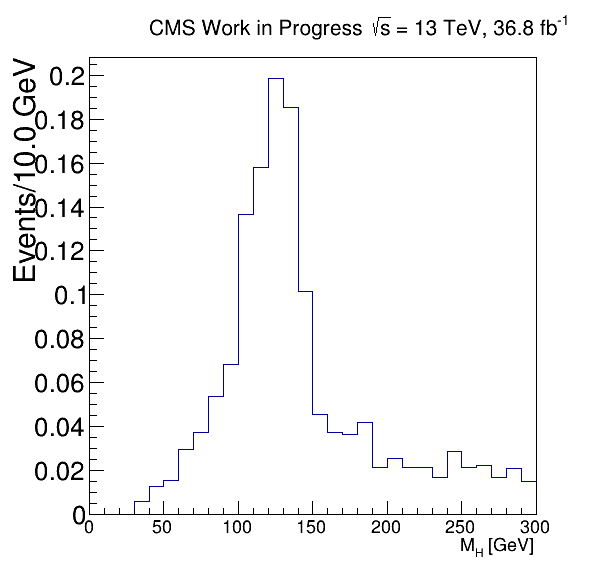 CMS Work in Progress √s = 13 TeV, 36.8 fb⁻¹
Events/10.0 GeV
0.2
0.18
0.16
0.14
0.12
0.1
0.08
0.06
0.04
0.02
0
0 50 100 150 200 250 300
M_H [GeV]